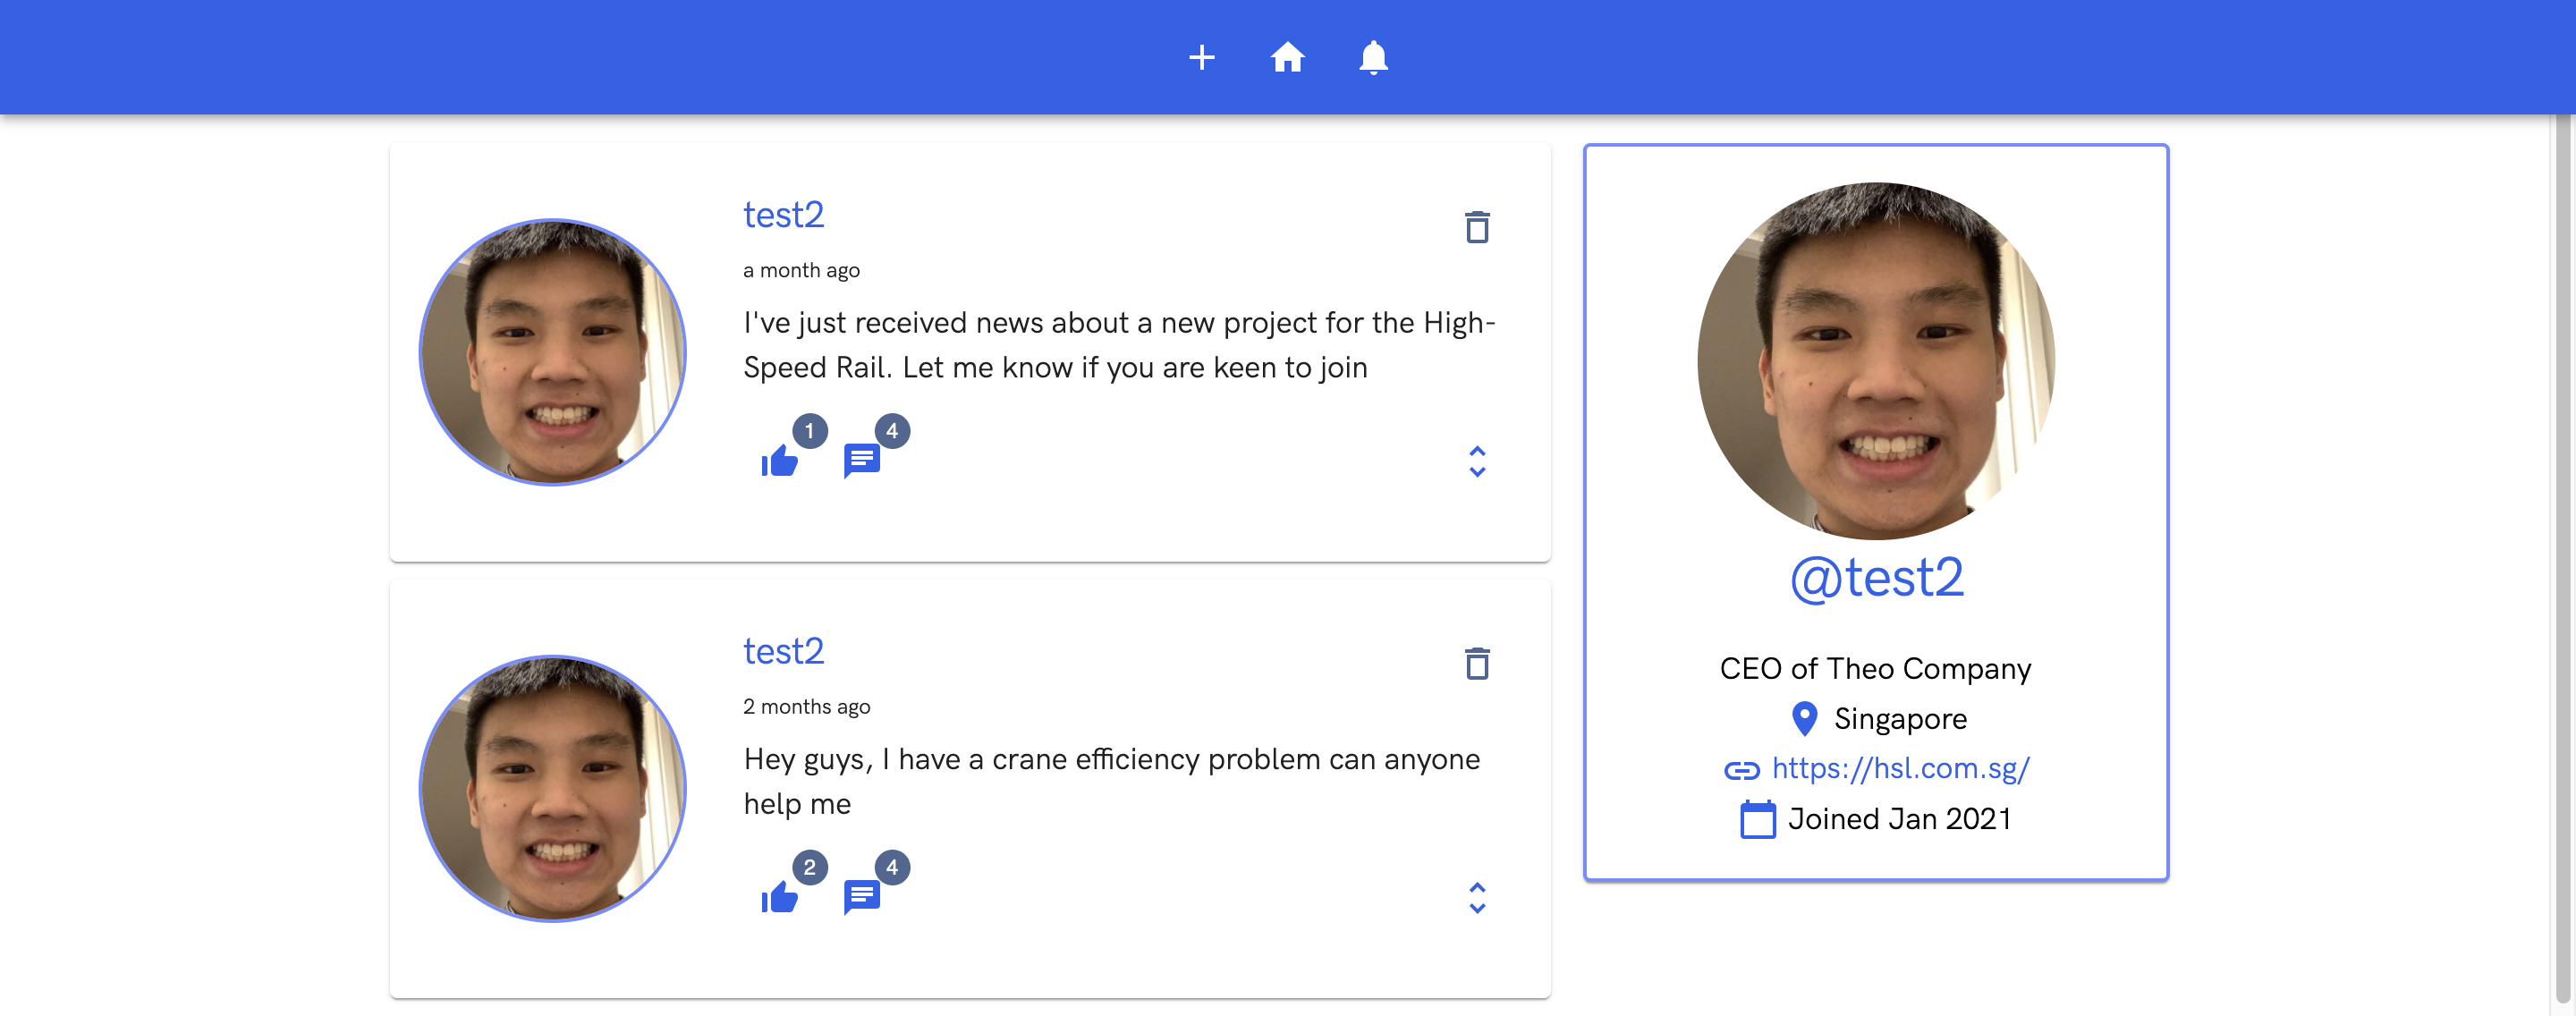 test2
a month ago
I've just received news about a new project for the High-
Speed Rail. Let me know if you are keen to join
1
4
test2
2 months ago
Hey guys, I have a crane efficiency problem can anyone
help me
2
4
@test2
CEO of Theo Company
Singapore
https://hsl.com.sg/
Joined Jan 2021